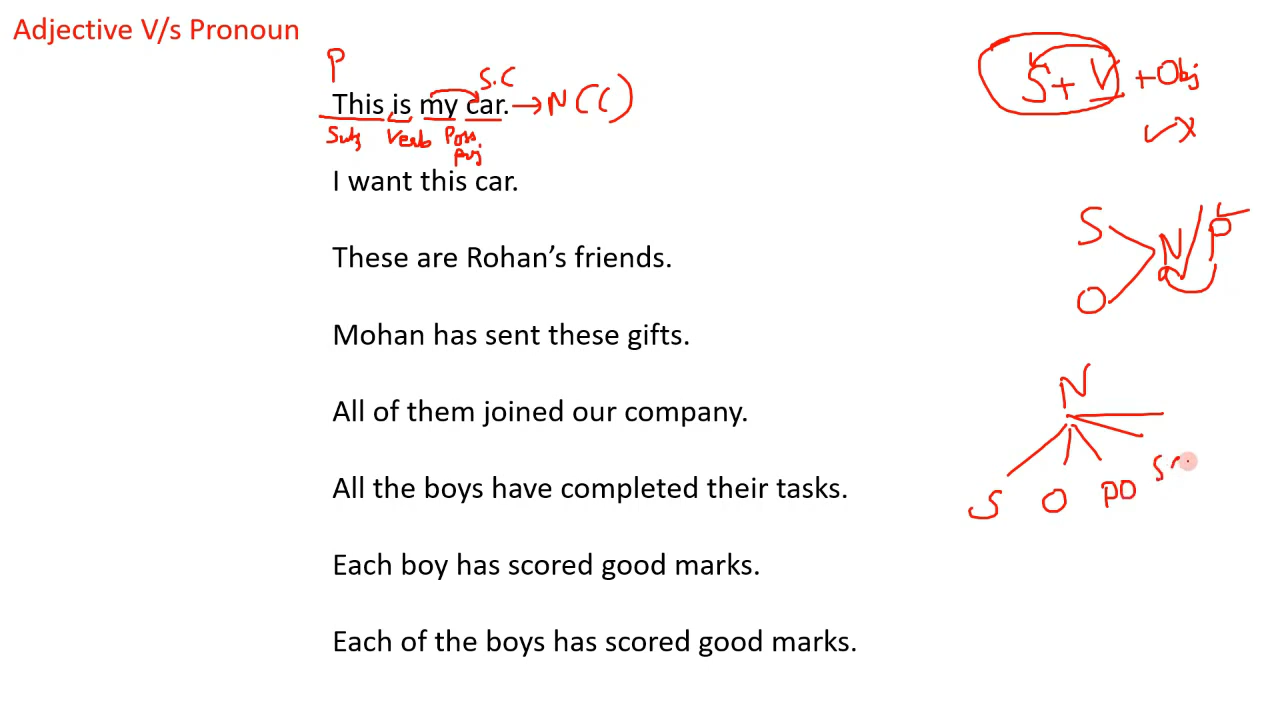 Adjective V/s Pronoun
P
S.C
This is my car. → N (C)
Sub Verb Poss.
S + V + Obj
I want this car.
S
N / P
O
These are Rohan's friends.
Mohan has sent these gifts.
N
All of them joined our company.
S O PO S
All the boys have completed their tasks.
Each boy has scored good marks.
Each of the boys has scored good marks.